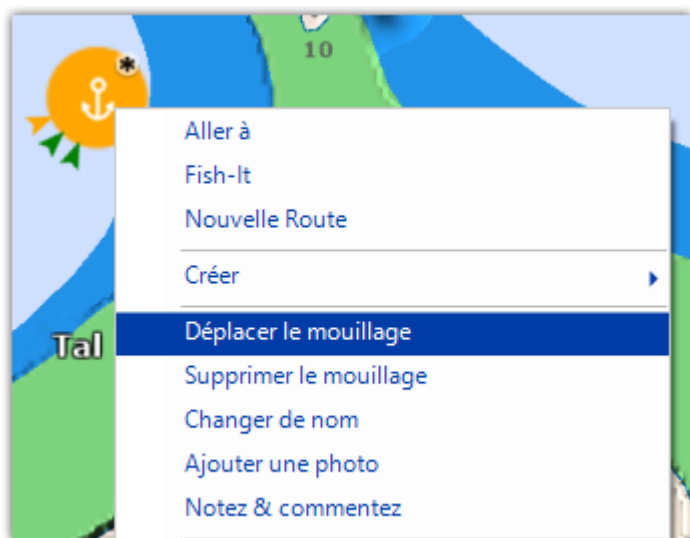 10
Aller à
Fish-It
Nouvelle Route
Créer
Tal
Déplacer le mouillage
Supprimer le mouillage
Changer de nom
Ajouter une photo
Notez & commentez